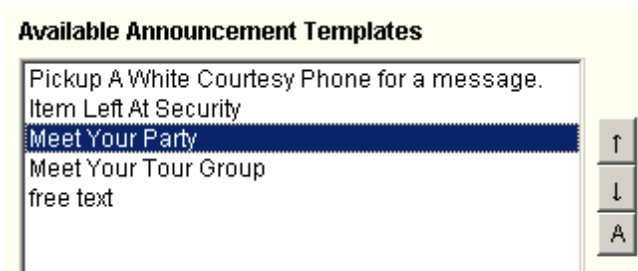 Available Announcement Templates
Pickup A White Courtesy Phone for a message.
Item Left At Security
Meet Your Party
Meet Your Tour Group
free text
↑
↓
A